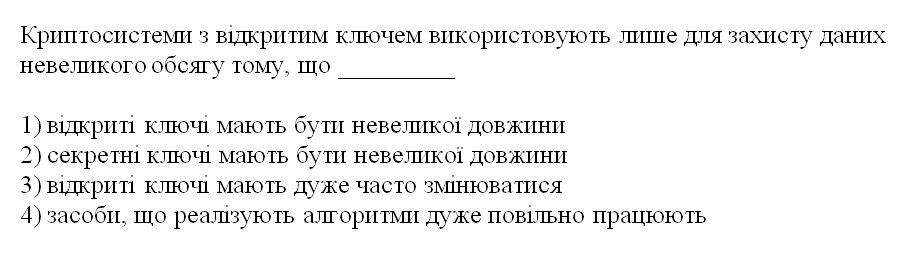 Криптосистеми з відкритим ключем використовують лише для захисту даних
невеликого обсягу тому, що _________
1) відкриті ключі мають бути невеликої довжини
2) секретні ключі мають бути невеликої довжини
3) відкриті ключі мають дуже часто змінюватися
4) засоби, що реалізують алгоритми дуже повільно працюють